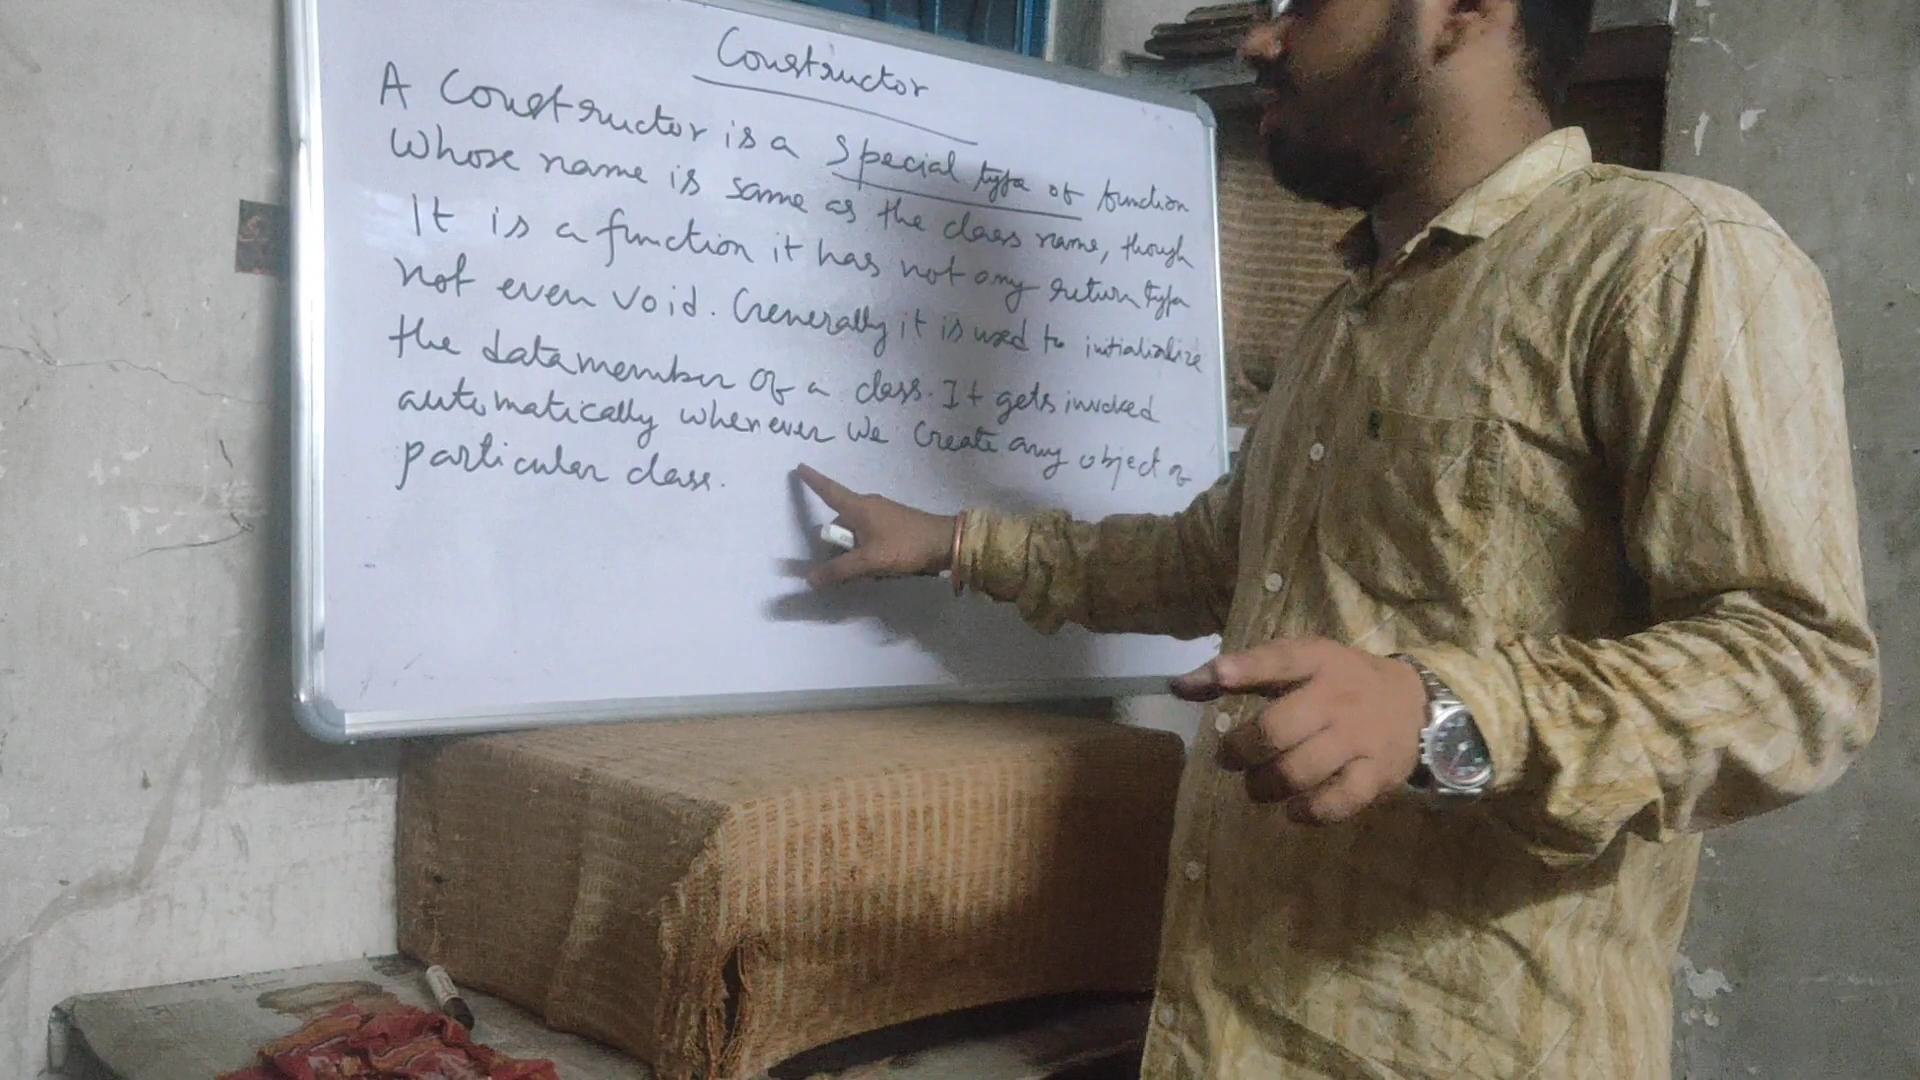 Constructor
A Constructor is a special type of function
Whose name is same as the class name, though
It is a function it has not any return type
not even void. Generally it is used to initialize
the data member of a class. It gets invoked
automatically whenever we create any object of
particular class.